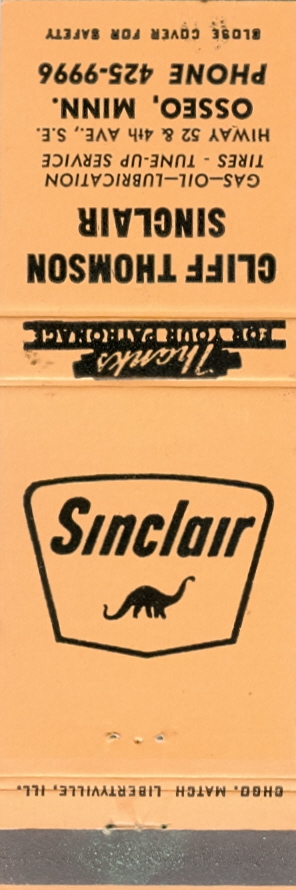 CLIFF THOMSON
SINCLAIR
GAS—OIL—LUBRICATION
TIRES - TUNE-UP SERVICE
HIWAY 52 & 4th AVE., S.E.
OSSEO, MINN.
PHONE 425-9996
CLOSE COVER FOR SAFETY
Thanks
FOR YOUR PATRONAGE
Sinclair
CHGO. MATCH LIBERTYVILLE, ILL.